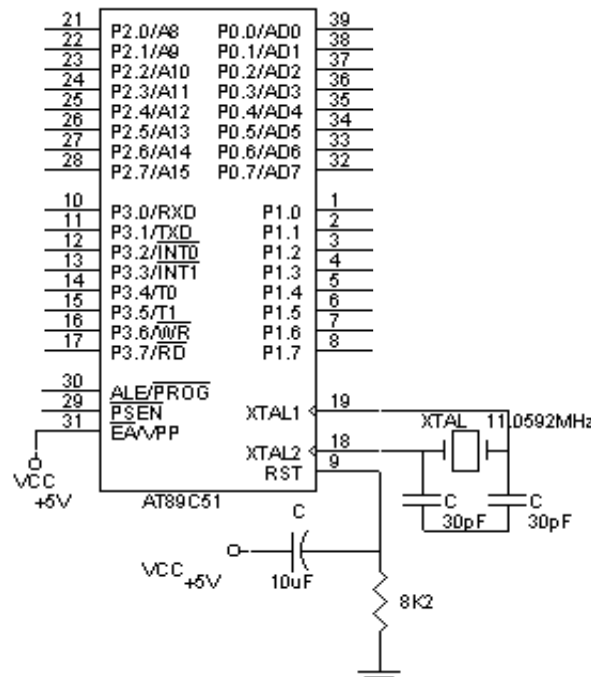 21 P2.0/A8 P0.0/AD0 39
22 P2.1/A9 P0.1/AD1 38
23 P2.2/A10 P0.2/AD2 37
24 P2.3/A11 P0.3/AD3 36
25 P2.4/A12 P0.4/AD4 35
26 P2.5/A13 P0.5/AD5 34
27 P2.6/A14 P0.6/AD6 33
28 P2.7/A15 P0.7/AD7 32
10 P3.0/RXD P1.0 1
11 P3.1/TXD P1.1 2
12 P3.2/INT0 P1.2 3
13 P3.3/INT1 P1.3 4
14 P3.4/T0 P1.4 5
15 P3.5/T1 P1.5 6
16 P3.6/WR P1.6 7
17 P3.7/RD P1.7 8
30 ALE/PROG
29 PSEN XTAL1 19
31 EA/VPP
XTAL 11.0592MHz
XTAL2 18
RST 9
VCC
+5V
AT89C51
C
30pF
C
30pF
C
10uF
VCC
+5V
8K2